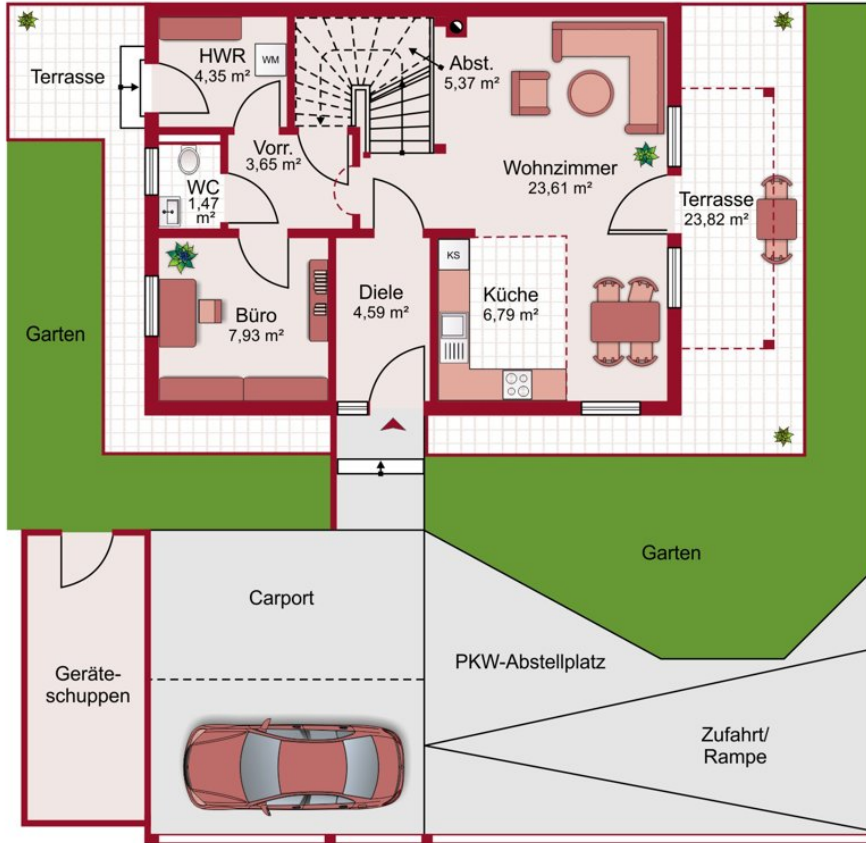 HWR
4,35 m²
WM
Terrasse
Abst.
5,37 m²
Vorr.
3,65 m²
WC
1,47
m²
Wohnzimmer
23,61 m²
Terrasse
23,82 m²
KS
Büro
7,93 m²
Diele
4,59 m²
Küche
6,79 m²
Garten
Garten
Carport
PKW-Abstellplatz
Geräte-
schuppen
Zufahrt/
Rampe